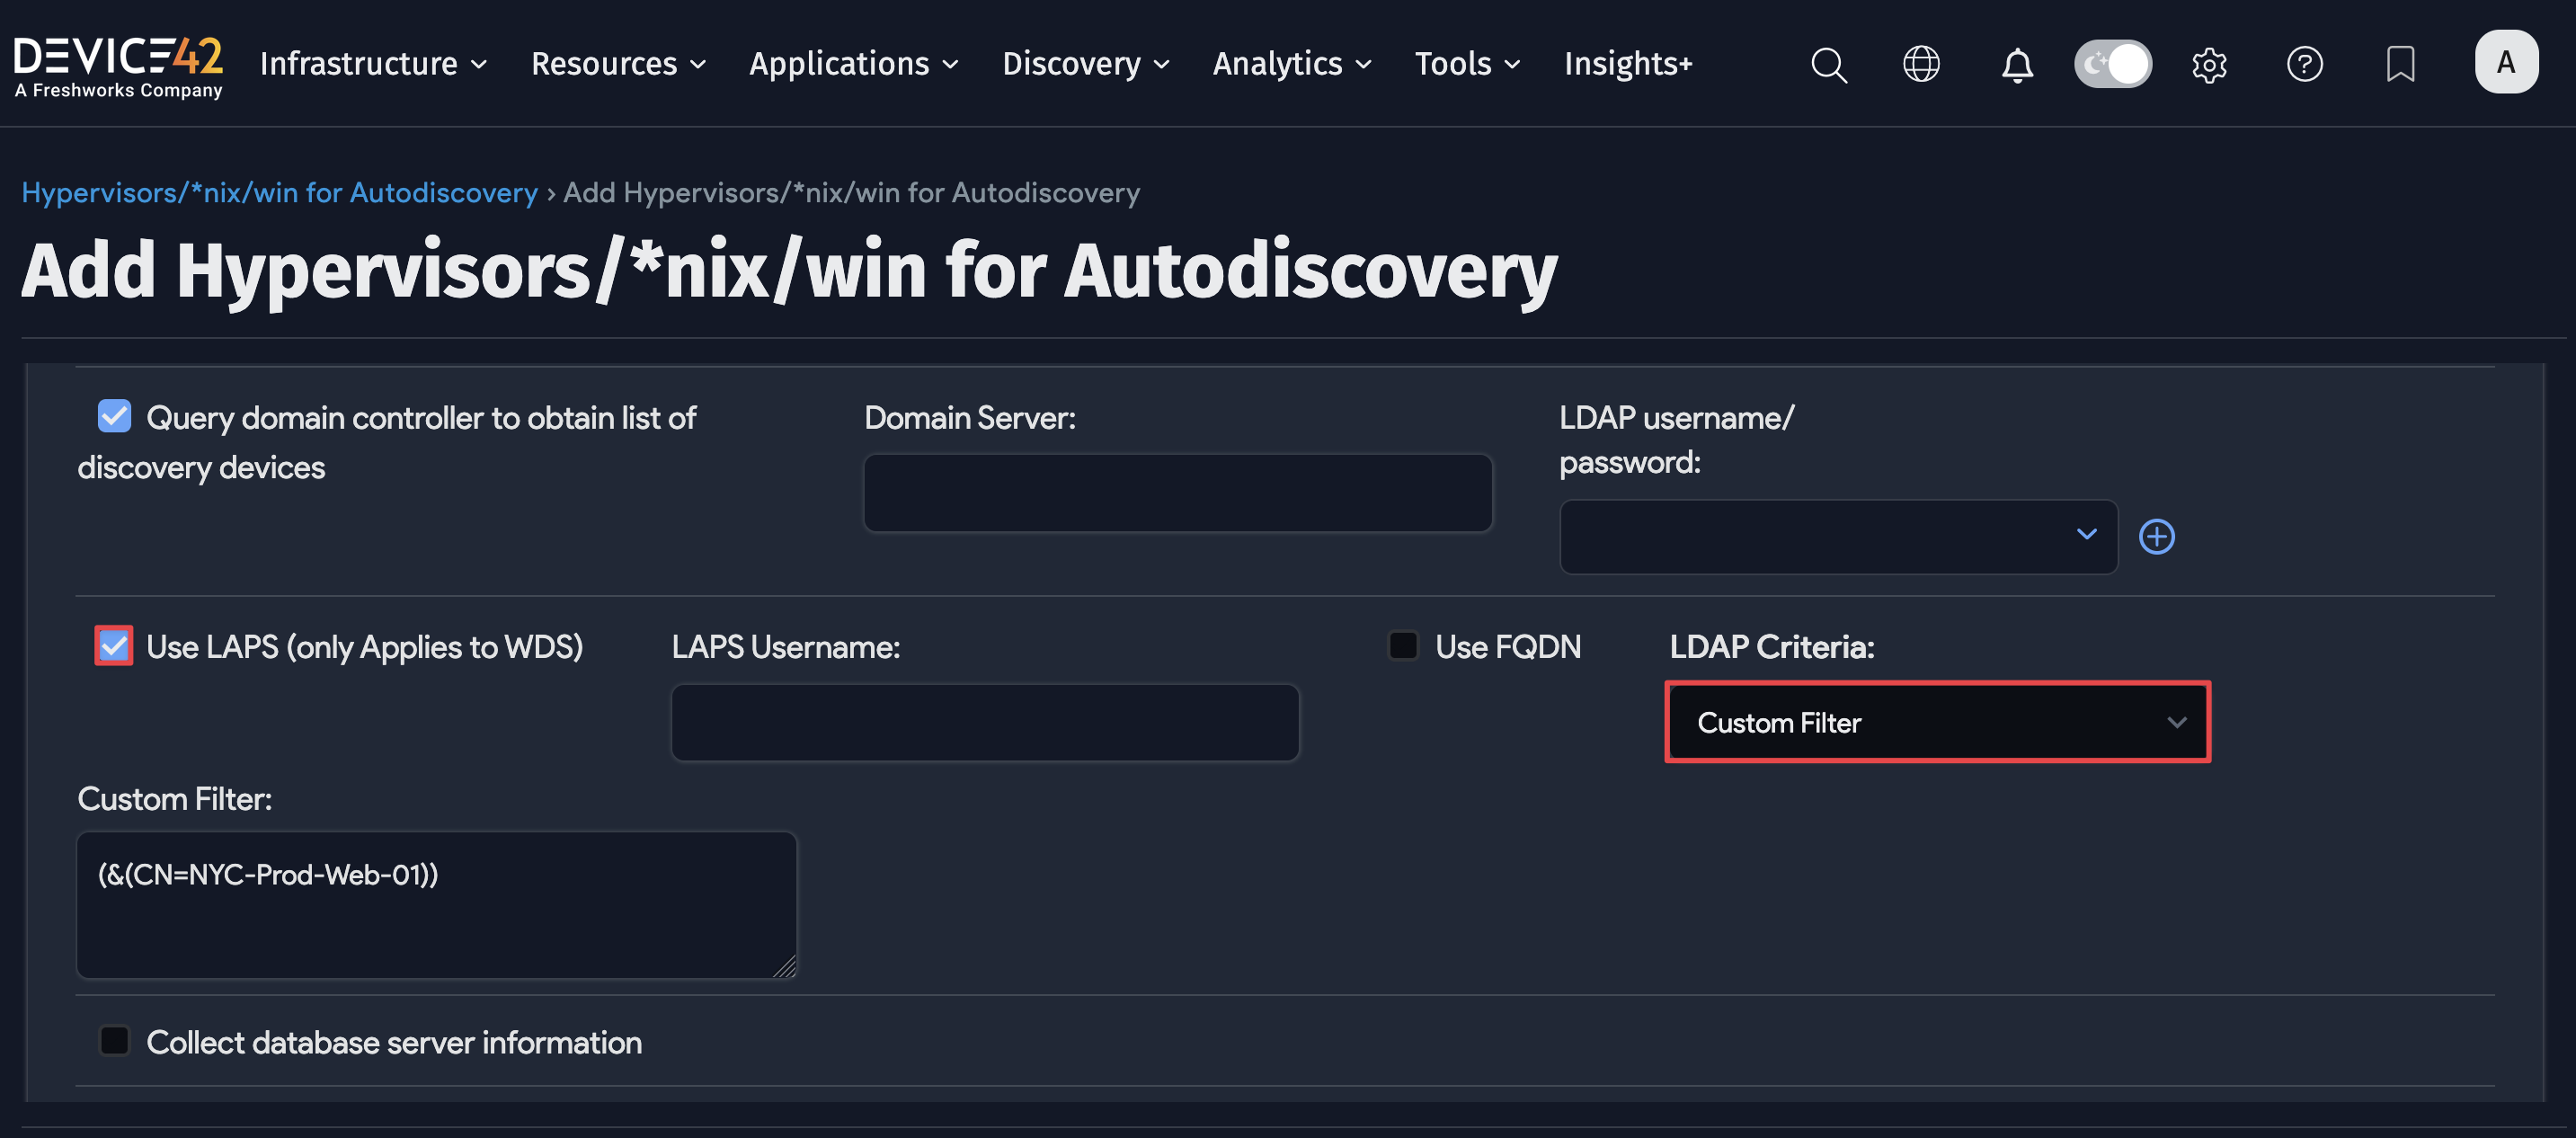 DEVICE42
A Freshworks Company
Infrastructure
Resources
Applications
Discovery
Analytics
Tools
Insights+
A
Hypervisors/*nix/win for Autodiscovery › Add Hypervisors/*nix/win for Autodiscovery
Add Hypervisors/*nix/win for Autodiscovery
Query domain controller to obtain list of
discovery devices
Domain Server:
LDAP username/
password:
Use LAPS (only Applies to WDS)
LAPS Username:
Use FQDN
LDAP Criteria:
Custom Filter
Custom Filter:
(&(CN=NYC-Prod-Web-01))
Collect database server information